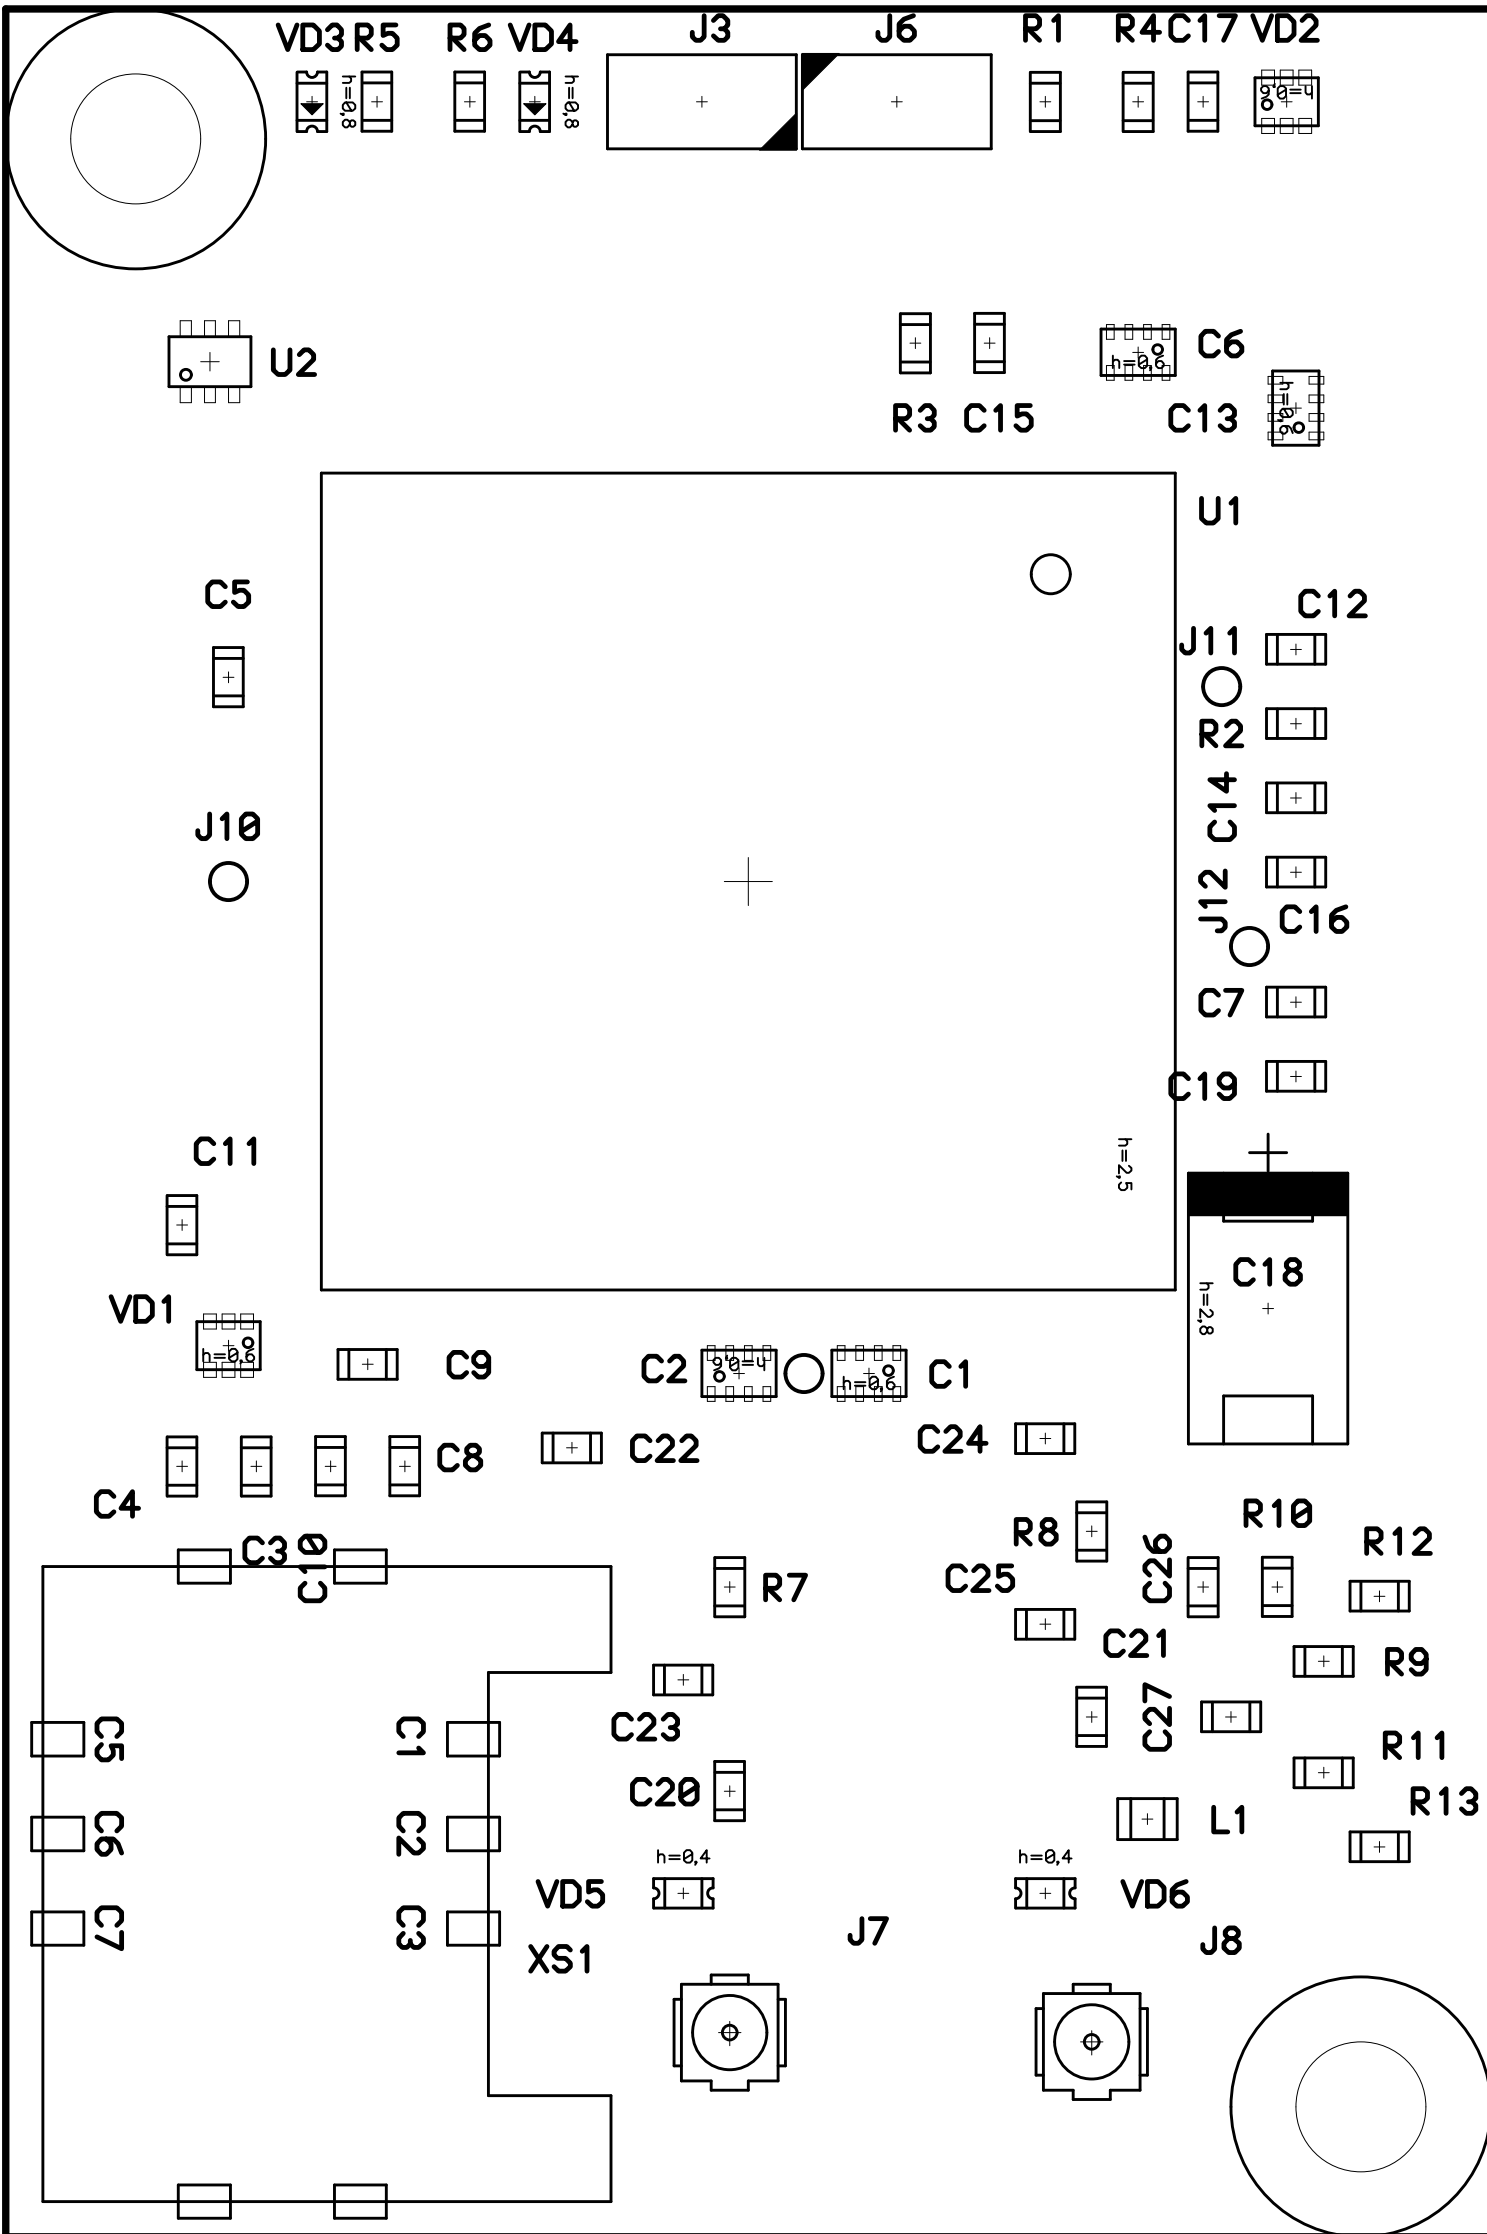 VD3 R5 R6 VD4 J3 J6 R1 R4 C17 VD2
h=0,8 h=0,8 h=0,6
U2 C6
h=0,6
R3 C15 C13 h=0,6
U1
C5 C12
J11
R2
C14
J10
J12 C16
C7
C19
h=2,5
C11
C18
h=2,8
VD1
h=0,6
C9 C2 h=0,6 h=0,6 C1
C8 C22 C24
C4
C3 C10 R8 C26 R10 R12
R7 C25
C21 R9
C5 C1 C23 C27 R11
C20 R13
C6 C2 L1
h=0,4 h=0,4
VD5 VD6
C7 C3 J7 J8
XS1